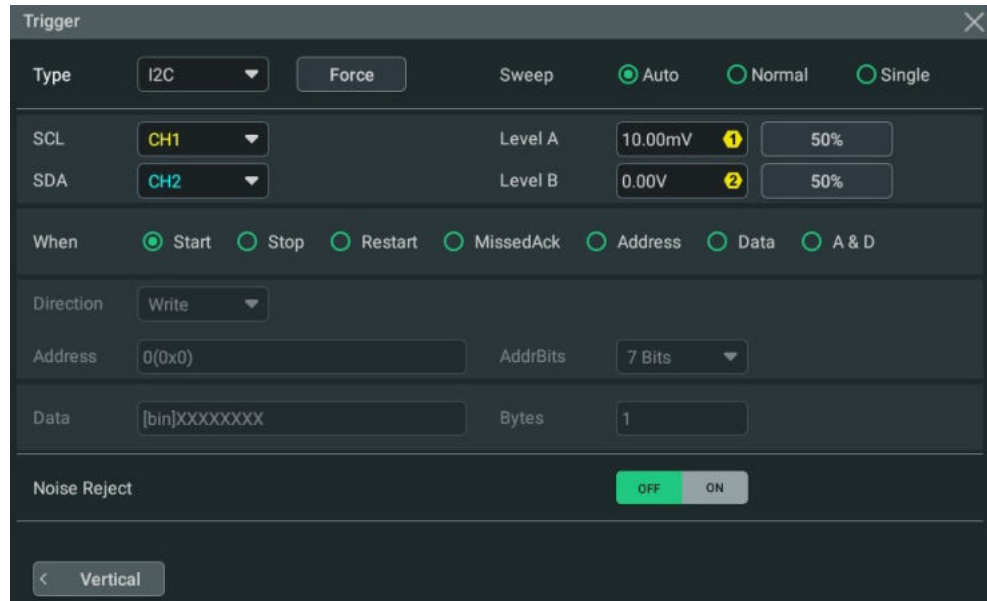 Trigger
Type I2C Force Sweep Auto Normal Single
SCL CH1 Level A 10.00mV 1 50%
SDA CH2 Level B 0.00V 2 50%
When Start Stop Restart MissedAck Address Data A & D
Direction Write
Address 0(0x0) AddrBits 7 Bits
Data [bin]XXXXXXXX Bytes 1
Noise Reject OFF ON
< Vertical